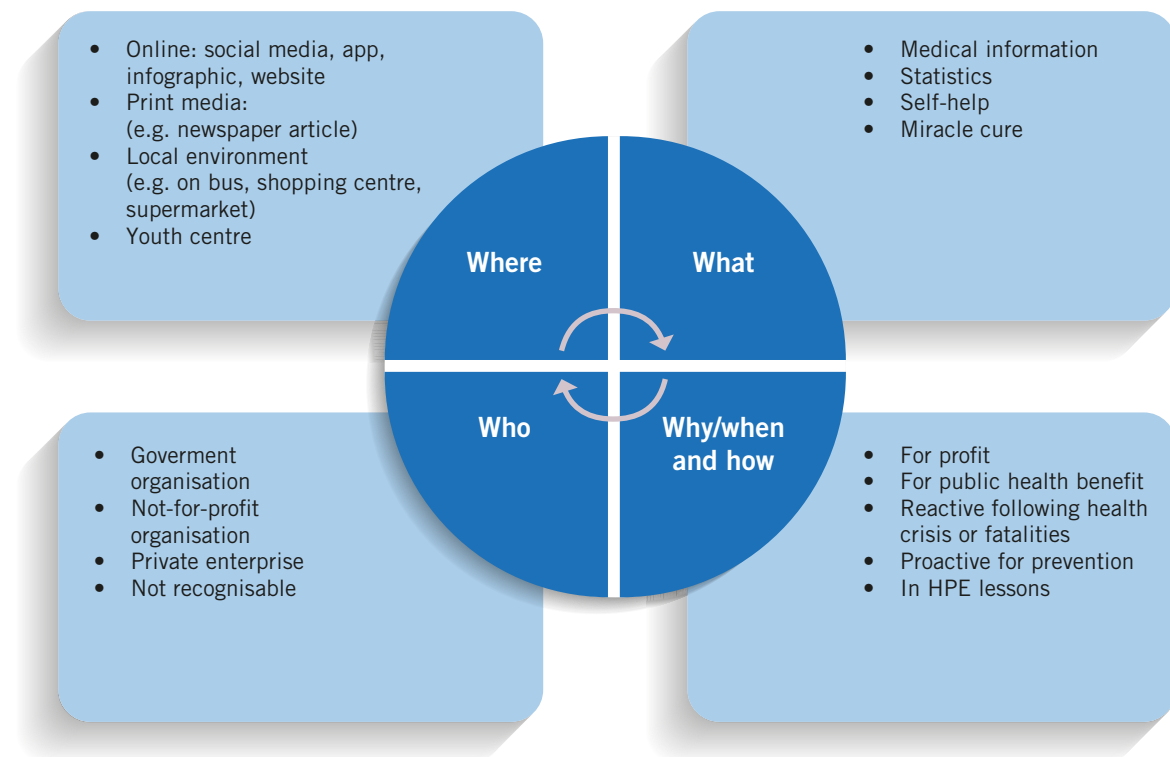 • Online: social media, app,
infographic, website
• Print media:
(e.g. newspaper article)
• Local environment
(e.g. on bus, shopping centre,
supermarket)
• Youth centre
• Medical information
• Statistics
• Self-help
• Miracle cure
Where
What
Who
Why/when
and how
• Goverment
organisation
• Not-for-profit
organisation
• Private enterprise
• Not recognisable
• For profit
• For public health benefit
• Reactive following health
crisis or fatalities
• Proactive for prevention
• In HPE lessons